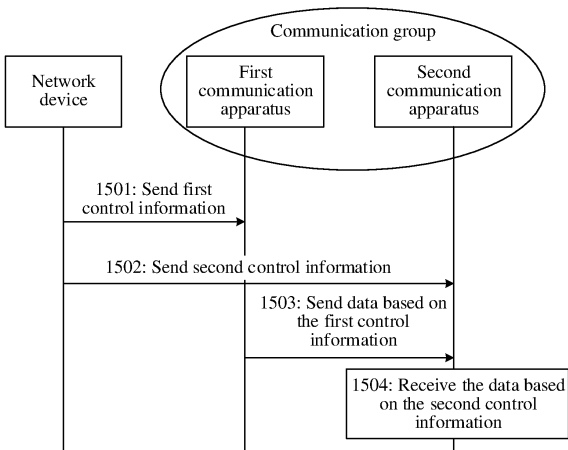 Communication group
Network
device
First
communication
apparatus
Second
communication
apparatus
1501: Send first
control information
1502: Send second control information
1503: Send data based on
the first control
information
1504: Receive the data based
on the second control
information